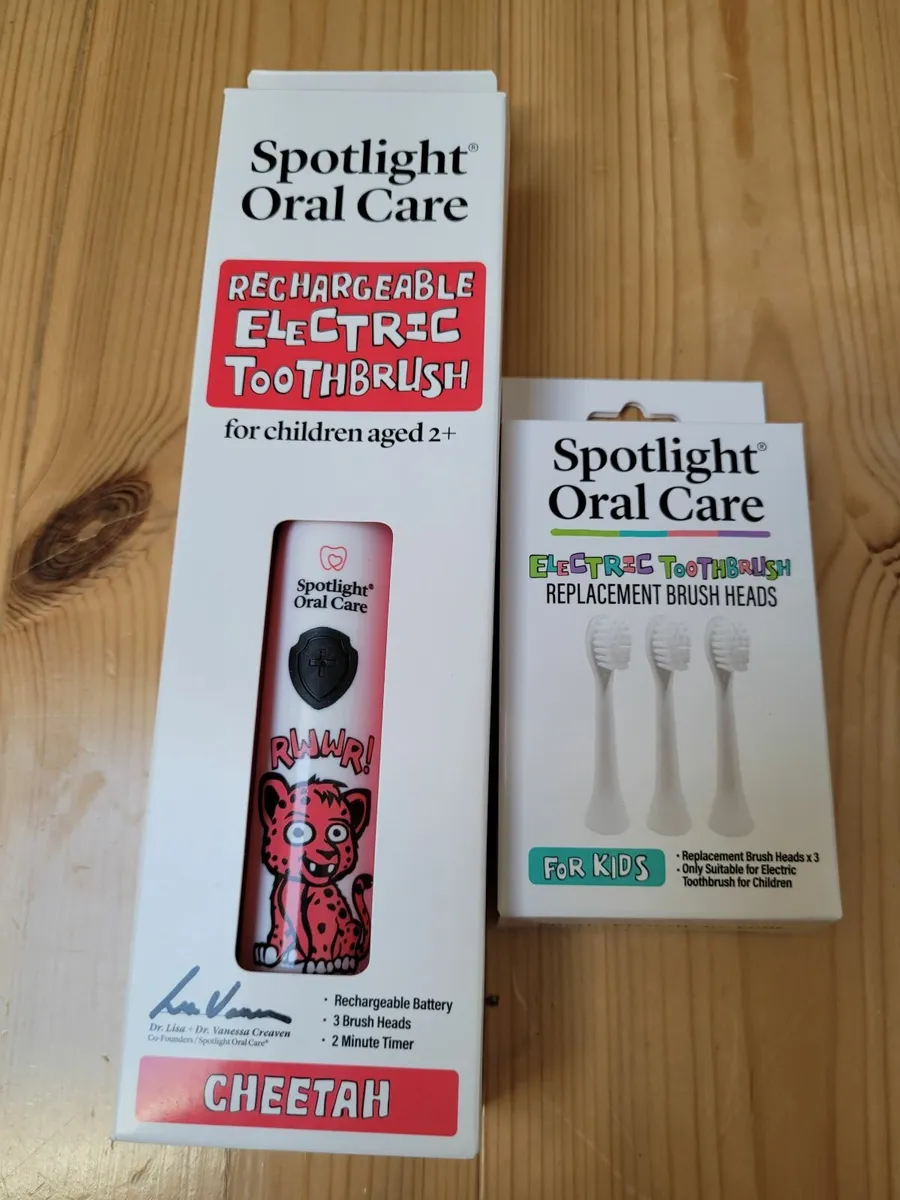 Spotlight®
Oral Care
RECHARGEABLE
ELECTRIC
TOOTHBRUSH
for children aged 2+
Spotlight®
Oral Care
RWWR!
Dr. Lisa + Dr. Vanessa Creaven
Co-Founders / Spotlight Oral Care®
· Rechargeable Battery
· 3 Brush Heads
· 2 Minute Timer
CHEETAH
Spotlight®
Oral Care
ELECTRIC TOOTHBRUSH
REPLACEMENT BRUSH HEADS
FOR KIDS
· Replacement Brush Heads x 3
· Only Suitable for Electric
Toothbrush for Children